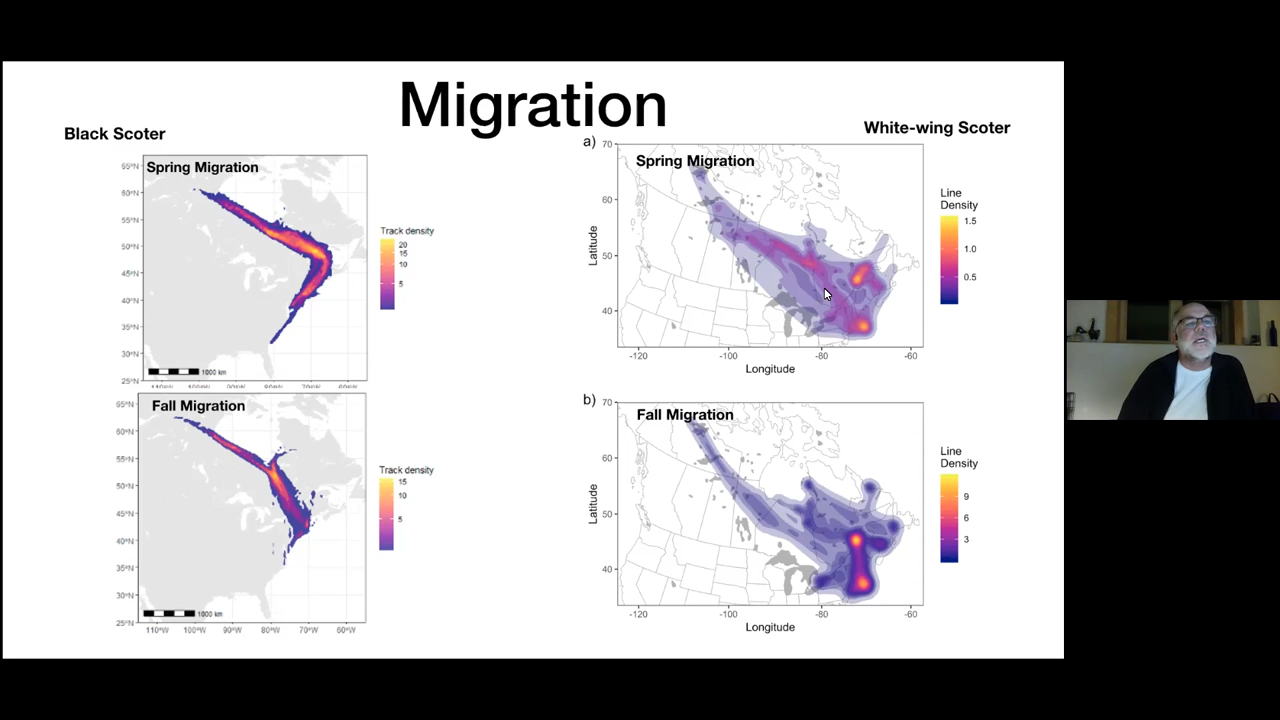 Migration
Black Scoter
White-wing Scoter
Spring Migration
65°N
60°N
55°N
50°N
45°N
40°N
35°N
30°N
25°N
1000 km
Track density
20
15
10
5
Fall Migration
65°N
60°N
55°N
50°N
45°N
40°N
35°N
30°N
25°N
1000 km
110°W 100°W 90°W 80°W 70°W 60°W
Track density
15
5
a)
Spring Migration
70
60
50
40
Latitude
-120 -100 -80 -60
Longitude
Line
Density
1.5
1.0
0.5
b)
Fall Migration
70
60
50
40
Latitude
-120 -100 -80 -60
Longitude
Line
Density
9
6
3